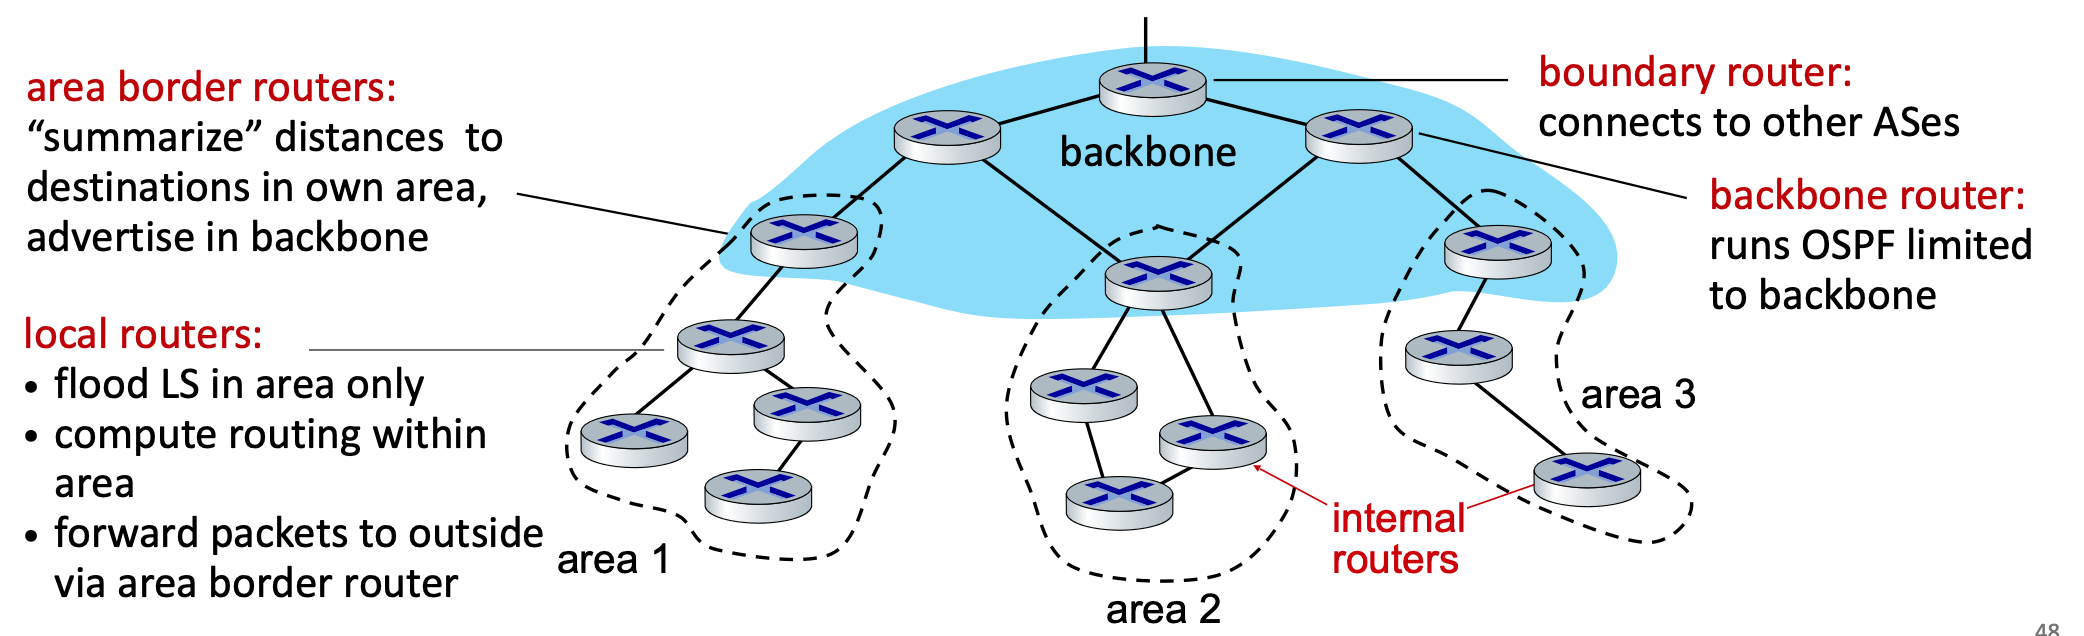 area border routers:
“summarize” distances to
destinations in own area,
advertise in backbone
local routers:
• flood LS in area only
• compute routing within
area
• forward packets to outside
via area border router
backbone
boundary router:
connects to other ASes
backbone router:
runs OSPF limited
to backbone
area 3
internal
routers
area 1
area 2
48